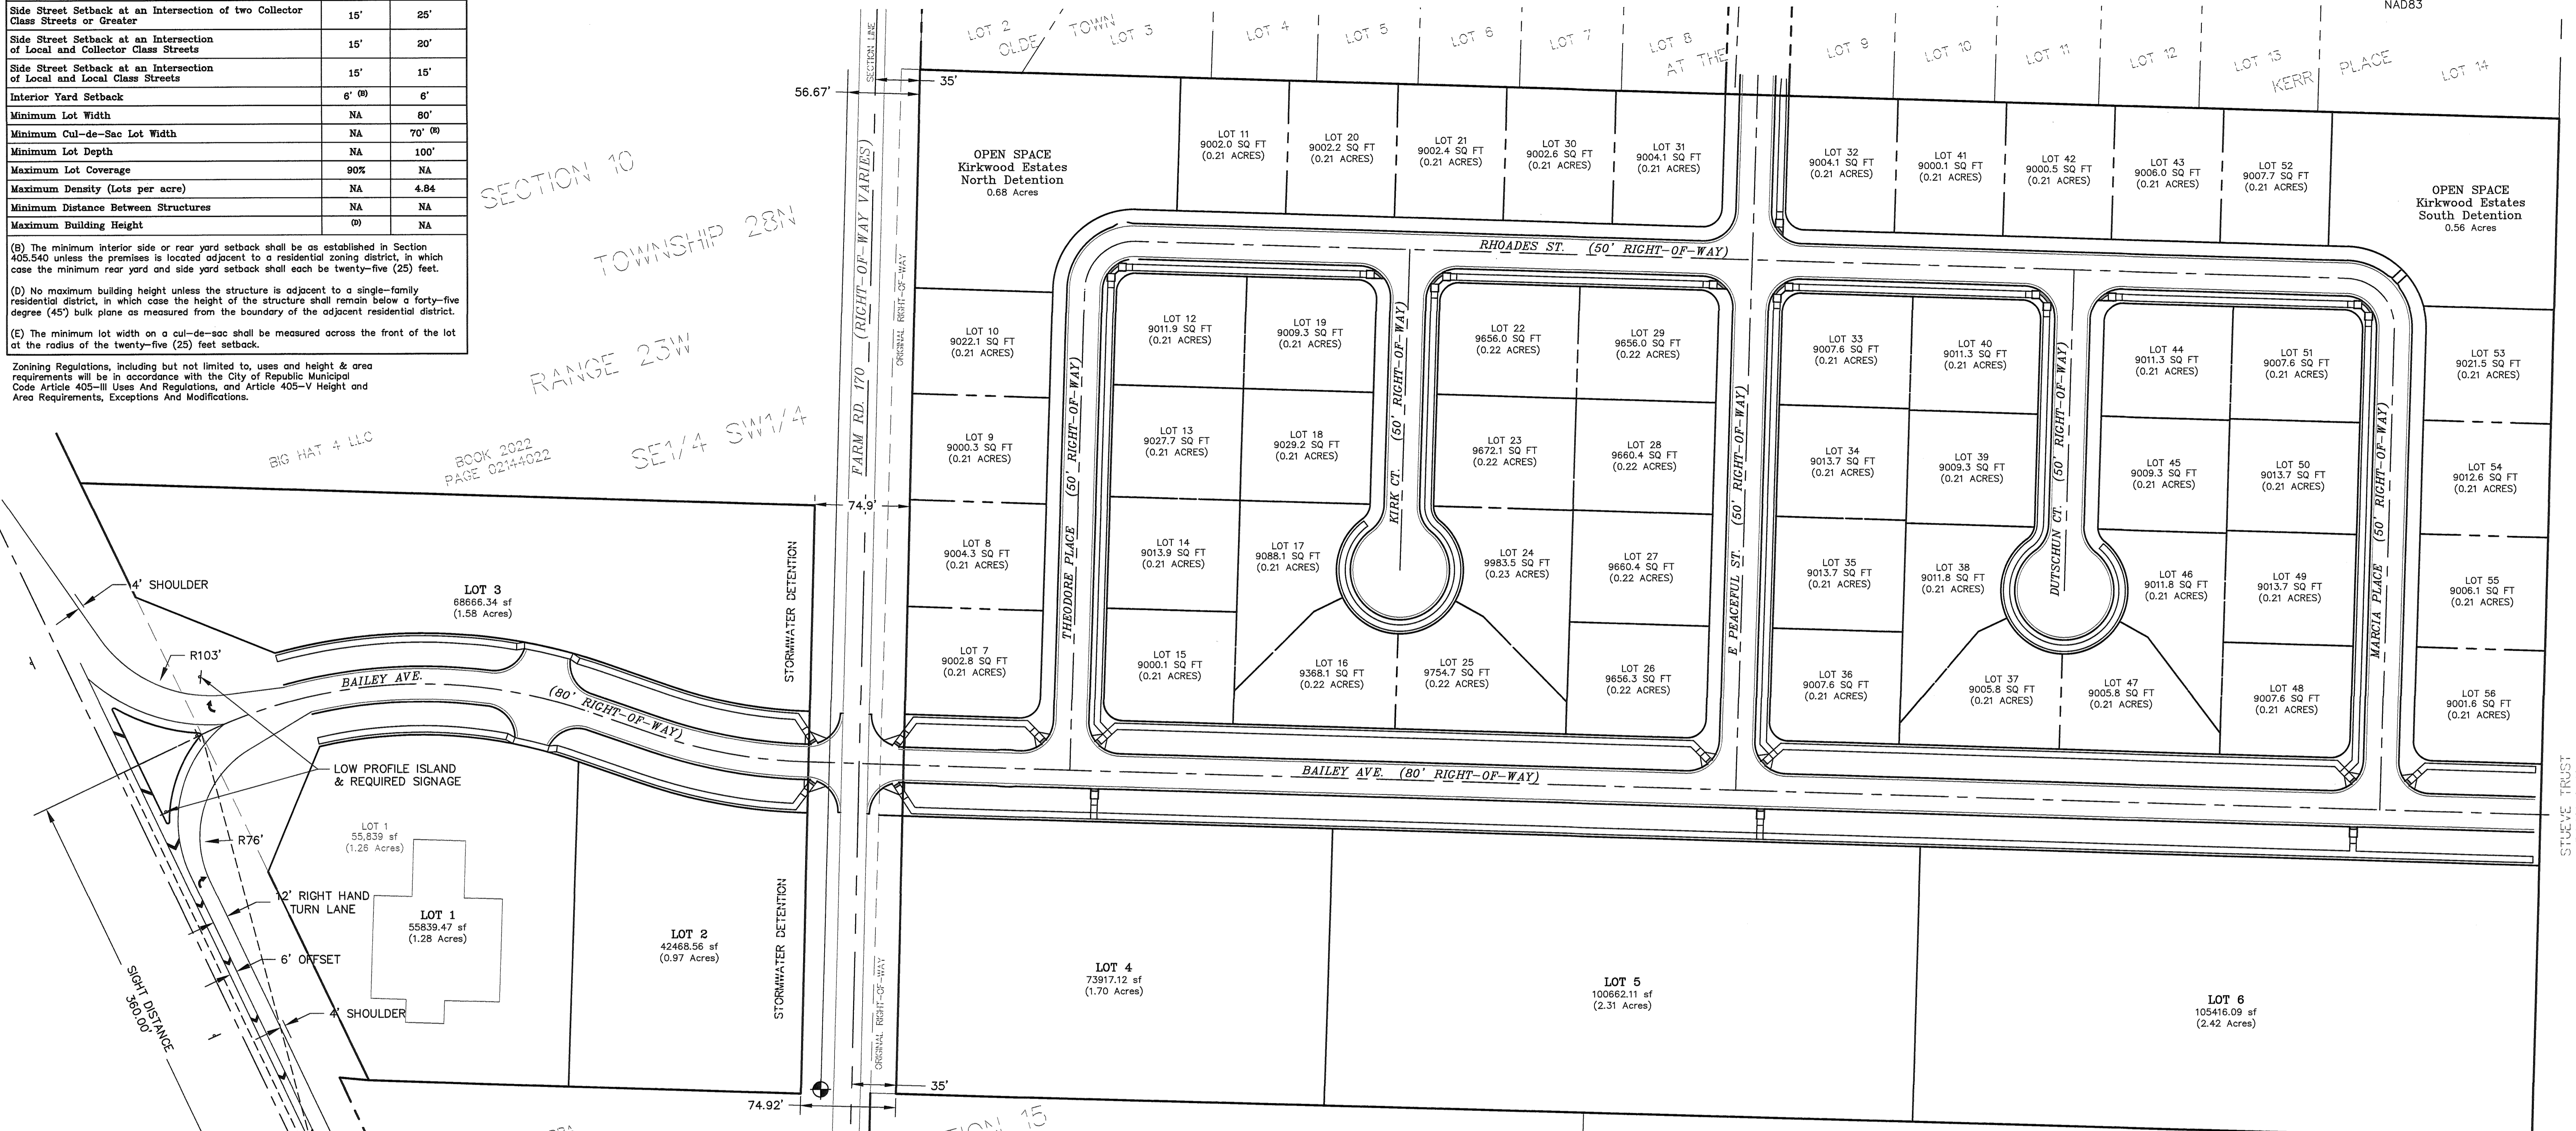 NAD83
Side Street Setback at an Intersection of two Collector Class Streets or Greater 15' 25'
Side Street Setback at an Intersection of Local and Collector Class Streets 15' 20'
Side Street Setback at an Intersection of Local and Local Class Streets 15' 15'
Interior Yard Setback 6' (B) 6'
Minimum Lot Width NA 80'
Minimum Cul-de-Sac Lot Width NA 70' (E)
Minimum Lot Depth NA 100'
Maximum Lot Coverage 90% NA
Maximum Density (Lots per acre) NA 4.84
Minimum Distance Between Structures NA NA
Maximum Building Height (D) NA
(B) The minimum interior side or rear yard setback shall be as established in Section
405.540 unless the premises is located adjacent to a residential zoning district, in which
case the minimum rear yard and side yard setback shall each be twenty-five (25) feet.
(D) No maximum building height unless the structure is adjacent to a single-family
residential district, in which case the height of the structure shall remain below a forty-five
degree (45°) bulk plane as measured from the boundary of the adjacent residential district.
(E) The minimum lot width on a cul-de-sac shall be measured across the front of the lot
at the radius of the twenty-five (25) feet setback.
Zonining Regulations, including but not limited to, uses and height & area
requirements will be in accordance with the City of Republic Municipal
Code Article 405-III Uses And Regulations, and Article 405-V Height and
Area Requirements, Exceptions And Modifications.
SECTION 10
TOWNSHIP 28N
RANGE 23W
SE1/4 SW1/4
BIG HAT 4 LLC
BOOK 2022
PAGE 02144022
LOT 2
LOT 3
LOT 4
LOT 5
LOT 6
LOT 7
LOT 8
LOT 9
LOT 10
LOT 11
LOT 12
LOT 13
LOT 14
OLDE TOWN AT THE KERR PLACE
SECTION LINE
35'
56.67'
FARM RD. 170 (RIGHT-OF-WAY VARIES)
ORIGINAL RIGHT-OF-WAY
OPEN SPACE
Kirkwood Estates
North Detention
0.68 Acres
LOT 11
9002.0 SQ FT
(0.21 ACRES)
LOT 20
9002.2 SQ FT
(0.21 ACRES)
LOT 21
9002.4 SQ FT
(0.21 ACRES)
LOT 30
9002.6 SQ FT
(0.21 ACRES)
LOT 31
9004.1 SQ FT
(0.21 ACRES)
LOT 32
9004.1 SQ FT
(0.21 ACRES)
LOT 41
9000.1 SQ FT
(0.21 ACRES)
LOT 42
9000.5 SQ FT
(0.21 ACRES)
LOT 43
9006.0 SQ FT
(0.21 ACRES)
LOT 52
9007.7 SQ FT
(0.21 ACRES)
OPEN SPACE
Kirkwood Estates
South Detention
0.56 Acres
RHOADES ST. (50' RIGHT-OF-WAY)
LOT 10
9022.1 SQ FT
(0.21 ACRES)
LOT 12
9011.9 SQ FT
(0.21 ACRES)
LOT 19
9009.3 SQ FT
(0.21 ACRES)
LOT 22
9656.0 SQ FT
(0.22 ACRES)
LOT 29
9656.0 SQ FT
(0.22 ACRES)
LOT 33
9007.6 SQ FT
(0.21 ACRES)
LOT 40
9011.3 SQ FT
(0.21 ACRES)
LOT 44
9011.3 SQ FT
(0.21 ACRES)
LOT 51
9007.6 SQ FT
(0.21 ACRES)
LOT 53
9021.5 SQ FT
(0.21 ACRES)
LOT 9
9000.3 SQ FT
(0.21 ACRES)
LOT 13
9027.7 SQ FT
(0.21 ACRES)
LOT 18
9029.2 SQ FT
(0.21 ACRES)
LOT 23
9672.1 SQ FT
(0.22 ACRES)
LOT 28
9660.4 SQ FT
(0.22 ACRES)
LOT 34
9013.7 SQ FT
(0.21 ACRES)
LOT 39
9009.3 SQ FT
(0.21 ACRES)
LOT 45
9009.3 SQ FT
(0.21 ACRES)
LOT 50
9013.7 SQ FT
(0.21 ACRES)
LOT 54
9012.6 SQ FT
(0.21 ACRES)
LOT 8
9004.3 SQ FT
(0.21 ACRES)
LOT 14
9013.9 SQ FT
(0.21 ACRES)
LOT 17
9088.1 SQ FT
(0.21 ACRES)
LOT 24
9983.5 SQ FT
(0.23 ACRES)
LOT 27
9660.4 SQ FT
(0.22 ACRES)
LOT 35
9013.7 SQ FT
(0.21 ACRES)
LOT 38
9011.8 SQ FT
(0.21 ACRES)
LOT 46
9011.8 SQ FT
(0.21 ACRES)
LOT 49
9013.7 SQ FT
(0.21 ACRES)
LOT 55
9006.1 SQ FT
(0.21 ACRES)
LOT 7
9002.8 SQ FT
(0.21 ACRES)
LOT 15
9000.1 SQ FT
(0.21 ACRES)
LOT 16
9368.1 SQ FT
(0.22 ACRES)
LOT 25
9754.7 SQ FT
(0.22 ACRES)
LOT 26
9656.3 SQ FT
(0.22 ACRES)
LOT 36
9007.6 SQ FT
(0.21 ACRES)
LOT 37
9005.8 SQ FT
(0.21 ACRES)
LOT 47
9005.8 SQ FT
(0.21 ACRES)
LOT 48
9007.6 SQ FT
(0.21 ACRES)
LOT 56
9001.6 SQ FT
(0.21 ACRES)
THEODORE PLACE (50' RIGHT-OF-WAY)
KIRK CT. (50' RIGHT-OF-WAY)
E PEACEFUL ST. (50' RIGHT-OF-WAY)
DUTSCHUN CT. (50' RIGHT-OF-WAY)
MARCIA PLACE (50' RIGHT-OF-WAY)
STUEVE TRUST
74.9'
STORMWATER DETENTION
LOT 3
68666.34 sf
(1.58 Acres)
4' SHOULDER
R103'
BAILEY AVE.
(80' RIGHT-OF-WAY)
BAILEY AVE. (80' RIGHT-OF-WAY)
LOW PROFILE ISLAND
& REQUIRED SIGNAGE
LOT 1
55,839 sf
(1.26 Acres)
R76'
12' RIGHT HAND
TURN LANE
LOT 1
55839.47 sf
(1.28 Acres)
6' OFFSET
4' SHOULDER
SIGHT DISTANCE
360.00'
LOT 2
42468.56 sf
(0.97 Acres)
STORMWATER DETENTION
ORIGINAL RIGHT-OF-WAY
LOT 4
73917.12 sf
(1.70 Acres)
LOT 5
100662.11 sf
(2.31 Acres)
LOT 6
105416.09 sf
(2.42 Acres)
35'
74.92'
15